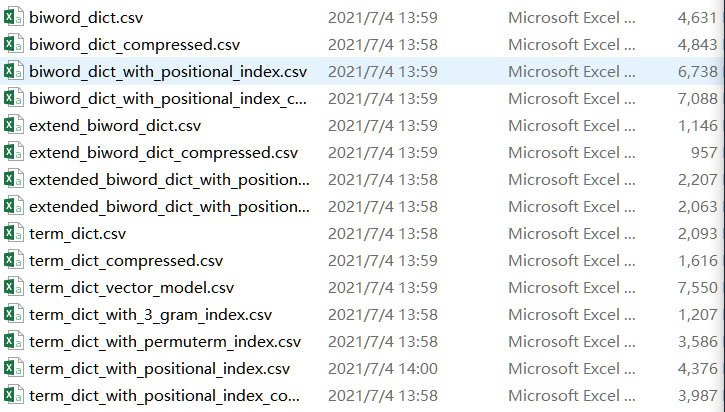 biword_dict.csv 2021/7/4 13:59 Microsoft Excel ... 4,631
biword_dict_compressed.csv 2021/7/4 13:58 Microsoft Excel ... 4,843
biword_dict_with_positional_index.csv 2021/7/4 13:59 Microsoft Excel ... 6,738
biword_dict_with_positional_index_c... 2021/7/4 13:59 Microsoft Excel ... 7,088
extend_biword_dict.csv 2021/7/4 13:59 Microsoft Excel ... 1,146
extend_biword_dict_compressed.csv 2021/7/4 13:59 Microsoft Excel ... 957
extended_biword_dict_with_position... 2021/7/4 13:58 Microsoft Excel ... 2,207
extended_biword_dict_with_position... 2021/7/4 13:58 Microsoft Excel ... 2,063
term_dict.csv 2021/7/4 13:58 Microsoft Excel ... 2,093
term_dict_compressed.csv 2021/7/4 13:59 Microsoft Excel ... 1,616
term_dict_vector_model.csv 2021/7/4 13:59 Microsoft Excel ... 7,550
term_dict_with_3_gram_index.csv 2021/7/4 13:58 Microsoft Excel ... 1,207
term_dict_with_permuterm_index.csv 2021/7/4 13:58 Microsoft Excel ... 3,586
term_dict_with_positional_index.csv 2021/7/4 14:00 Microsoft Excel ... 4,376
term_dict_with_positional_index_co... 2021/7/4 13:58 Microsoft Excel ... 3,987